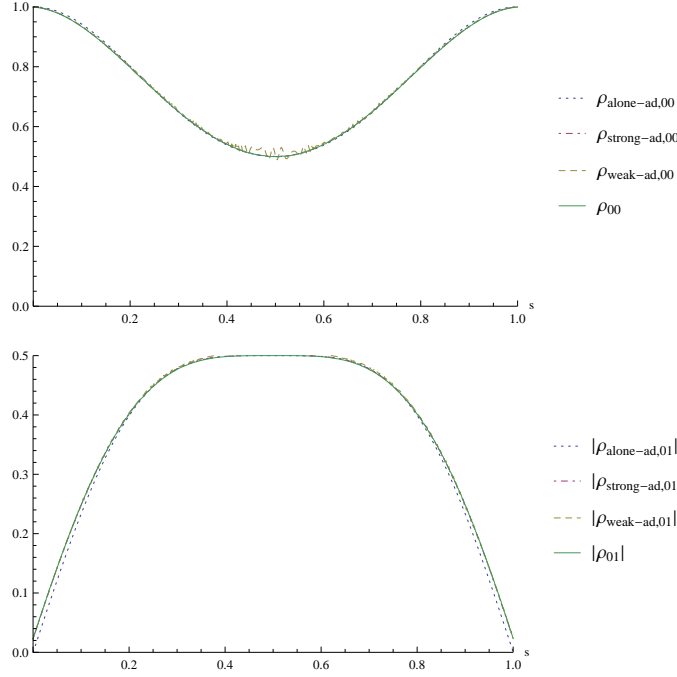 1.0
0.8
0.6
0.4
0.2
0.0
0.2
0.4
0.6
0.8
1.0
s
ρalone−ad,00
ρstrong−ad,00
ρweak−ad,00
ρ00
0.5
0.4
0.3
0.2
0.1
0.0
0.2
0.4
0.6
0.8
1.0
s
|ρalone−ad,01|
|ρstrong−ad,01
|ρweak−ad,01|
|ρ01|